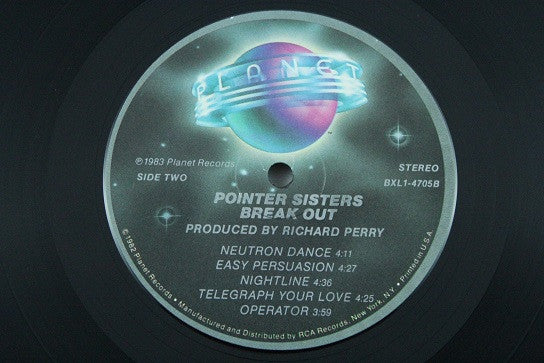 PLANET
℗1983 Planet Records
SIDE TWO
STEREO
BXL1-4705B
POINTER SISTERS
BREAK OUT
PRODUCED BY RICHARD PERRY
NEUTRON DANCE 4:11
EASY PERSUASION 4:27
NIGHTLINE 4:36
TELEGRAPH YOUR LOVE 4:25
OPERATOR 3:59
©1982 Planet Records • Manufactured and Distributed by RCA Records, New York, N.Y. • Printed in U.S.A.